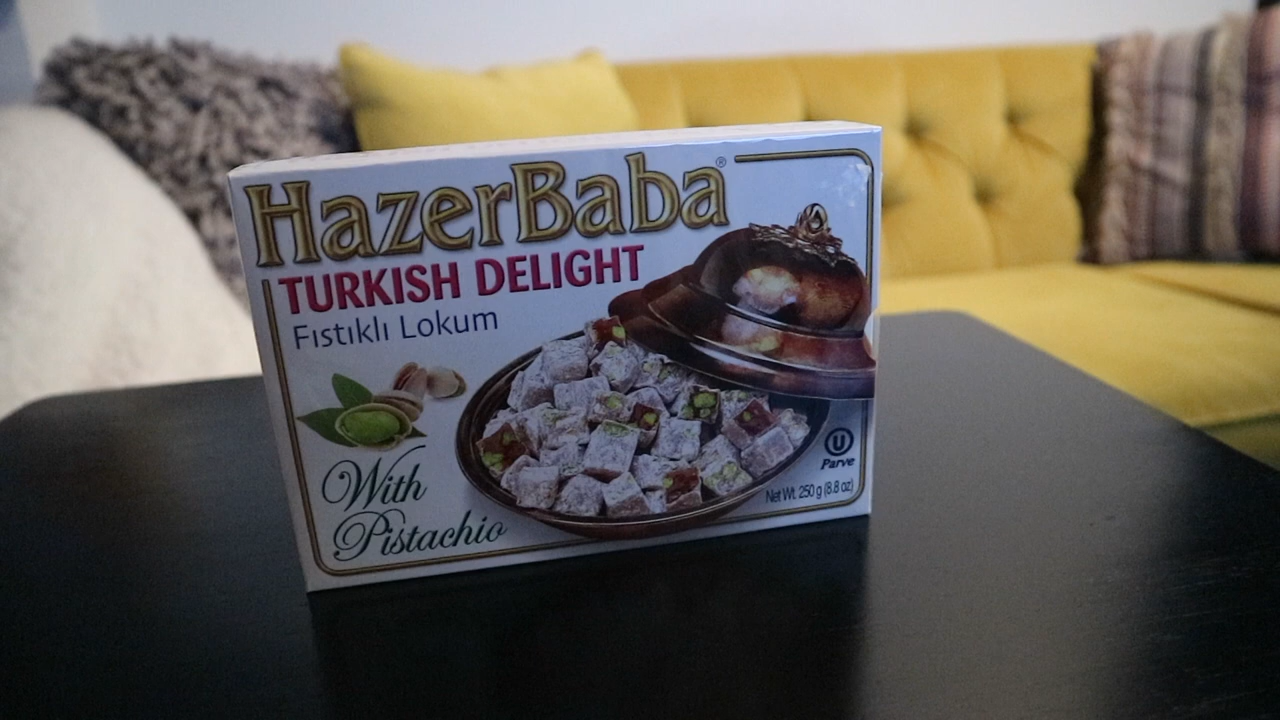 HazerBaba®
TURKISH DELIGHT
Fıstıklı Lokum
With
Pistachio
U
Parve
Net Wt. 250 g (8.8 oz)